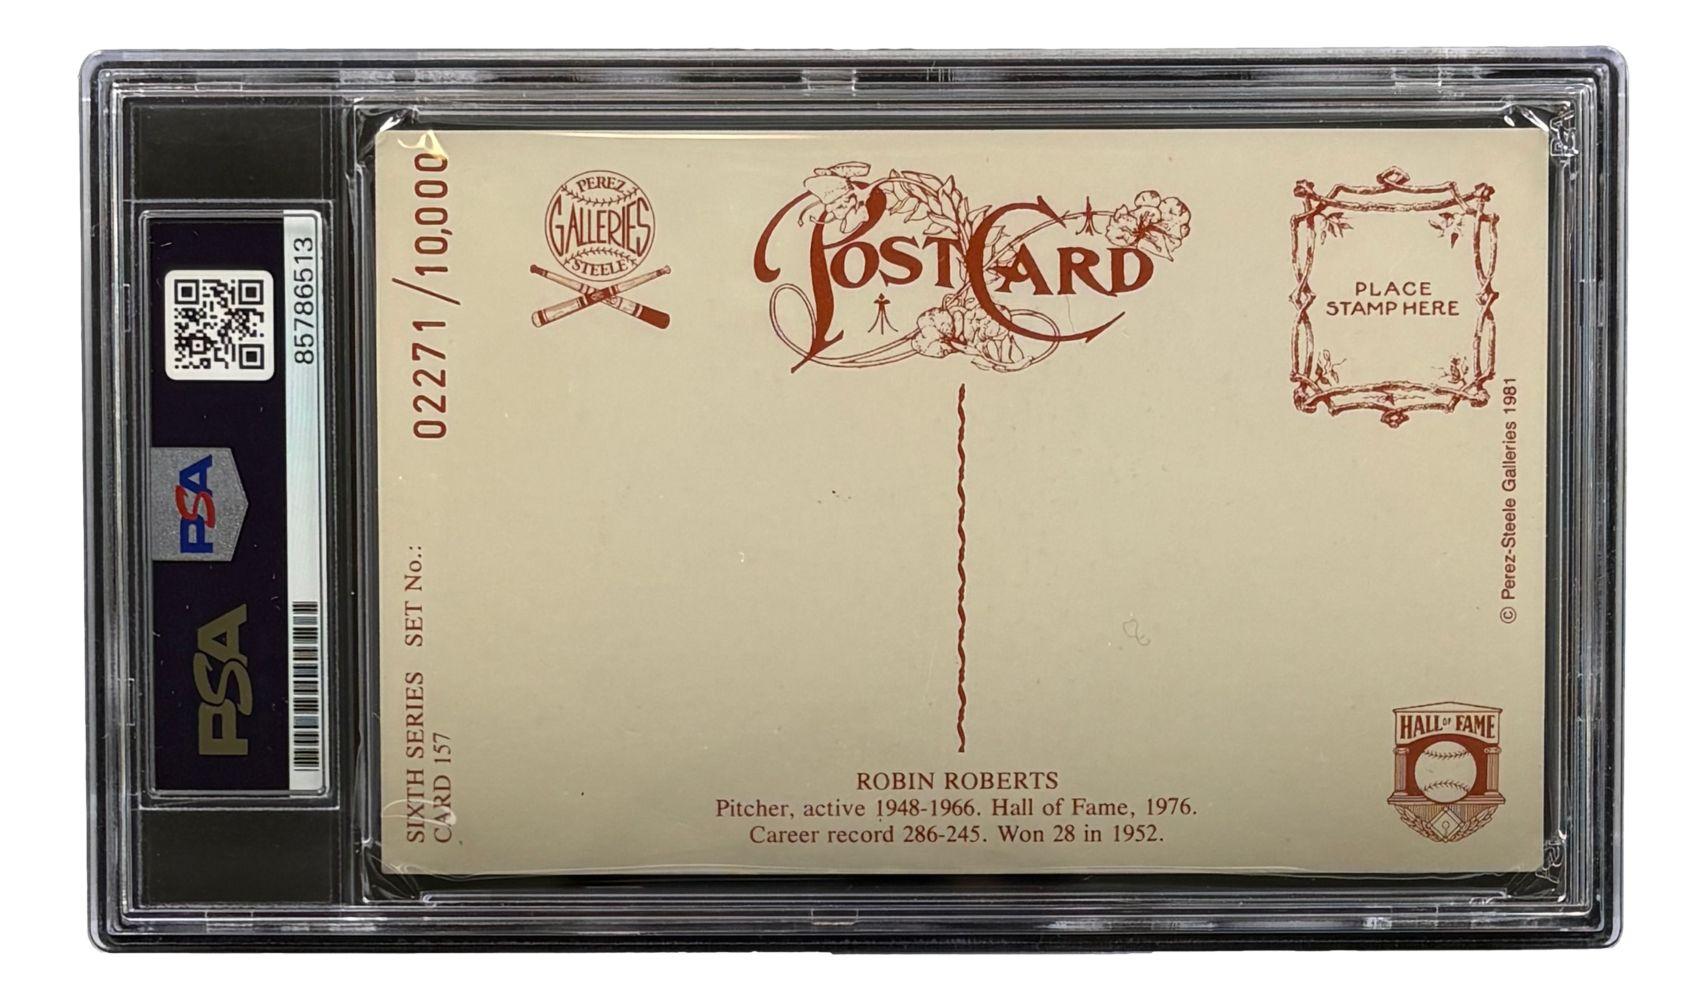 85786513
PSA
PSA
02271/10,000
SIXTH SERIES SET No.:
CARD 157
PEREZ
GALLERIES
STEELE
POSTCARD
PLACE
STAMP HERE
© Perez-Steele Galleries 1981
HALL OF FAME
ROBIN ROBERTS
Pitcher, active 1948-1966. Hall of Fame, 1976.
Career record 286-245. Won 28 in 1952.